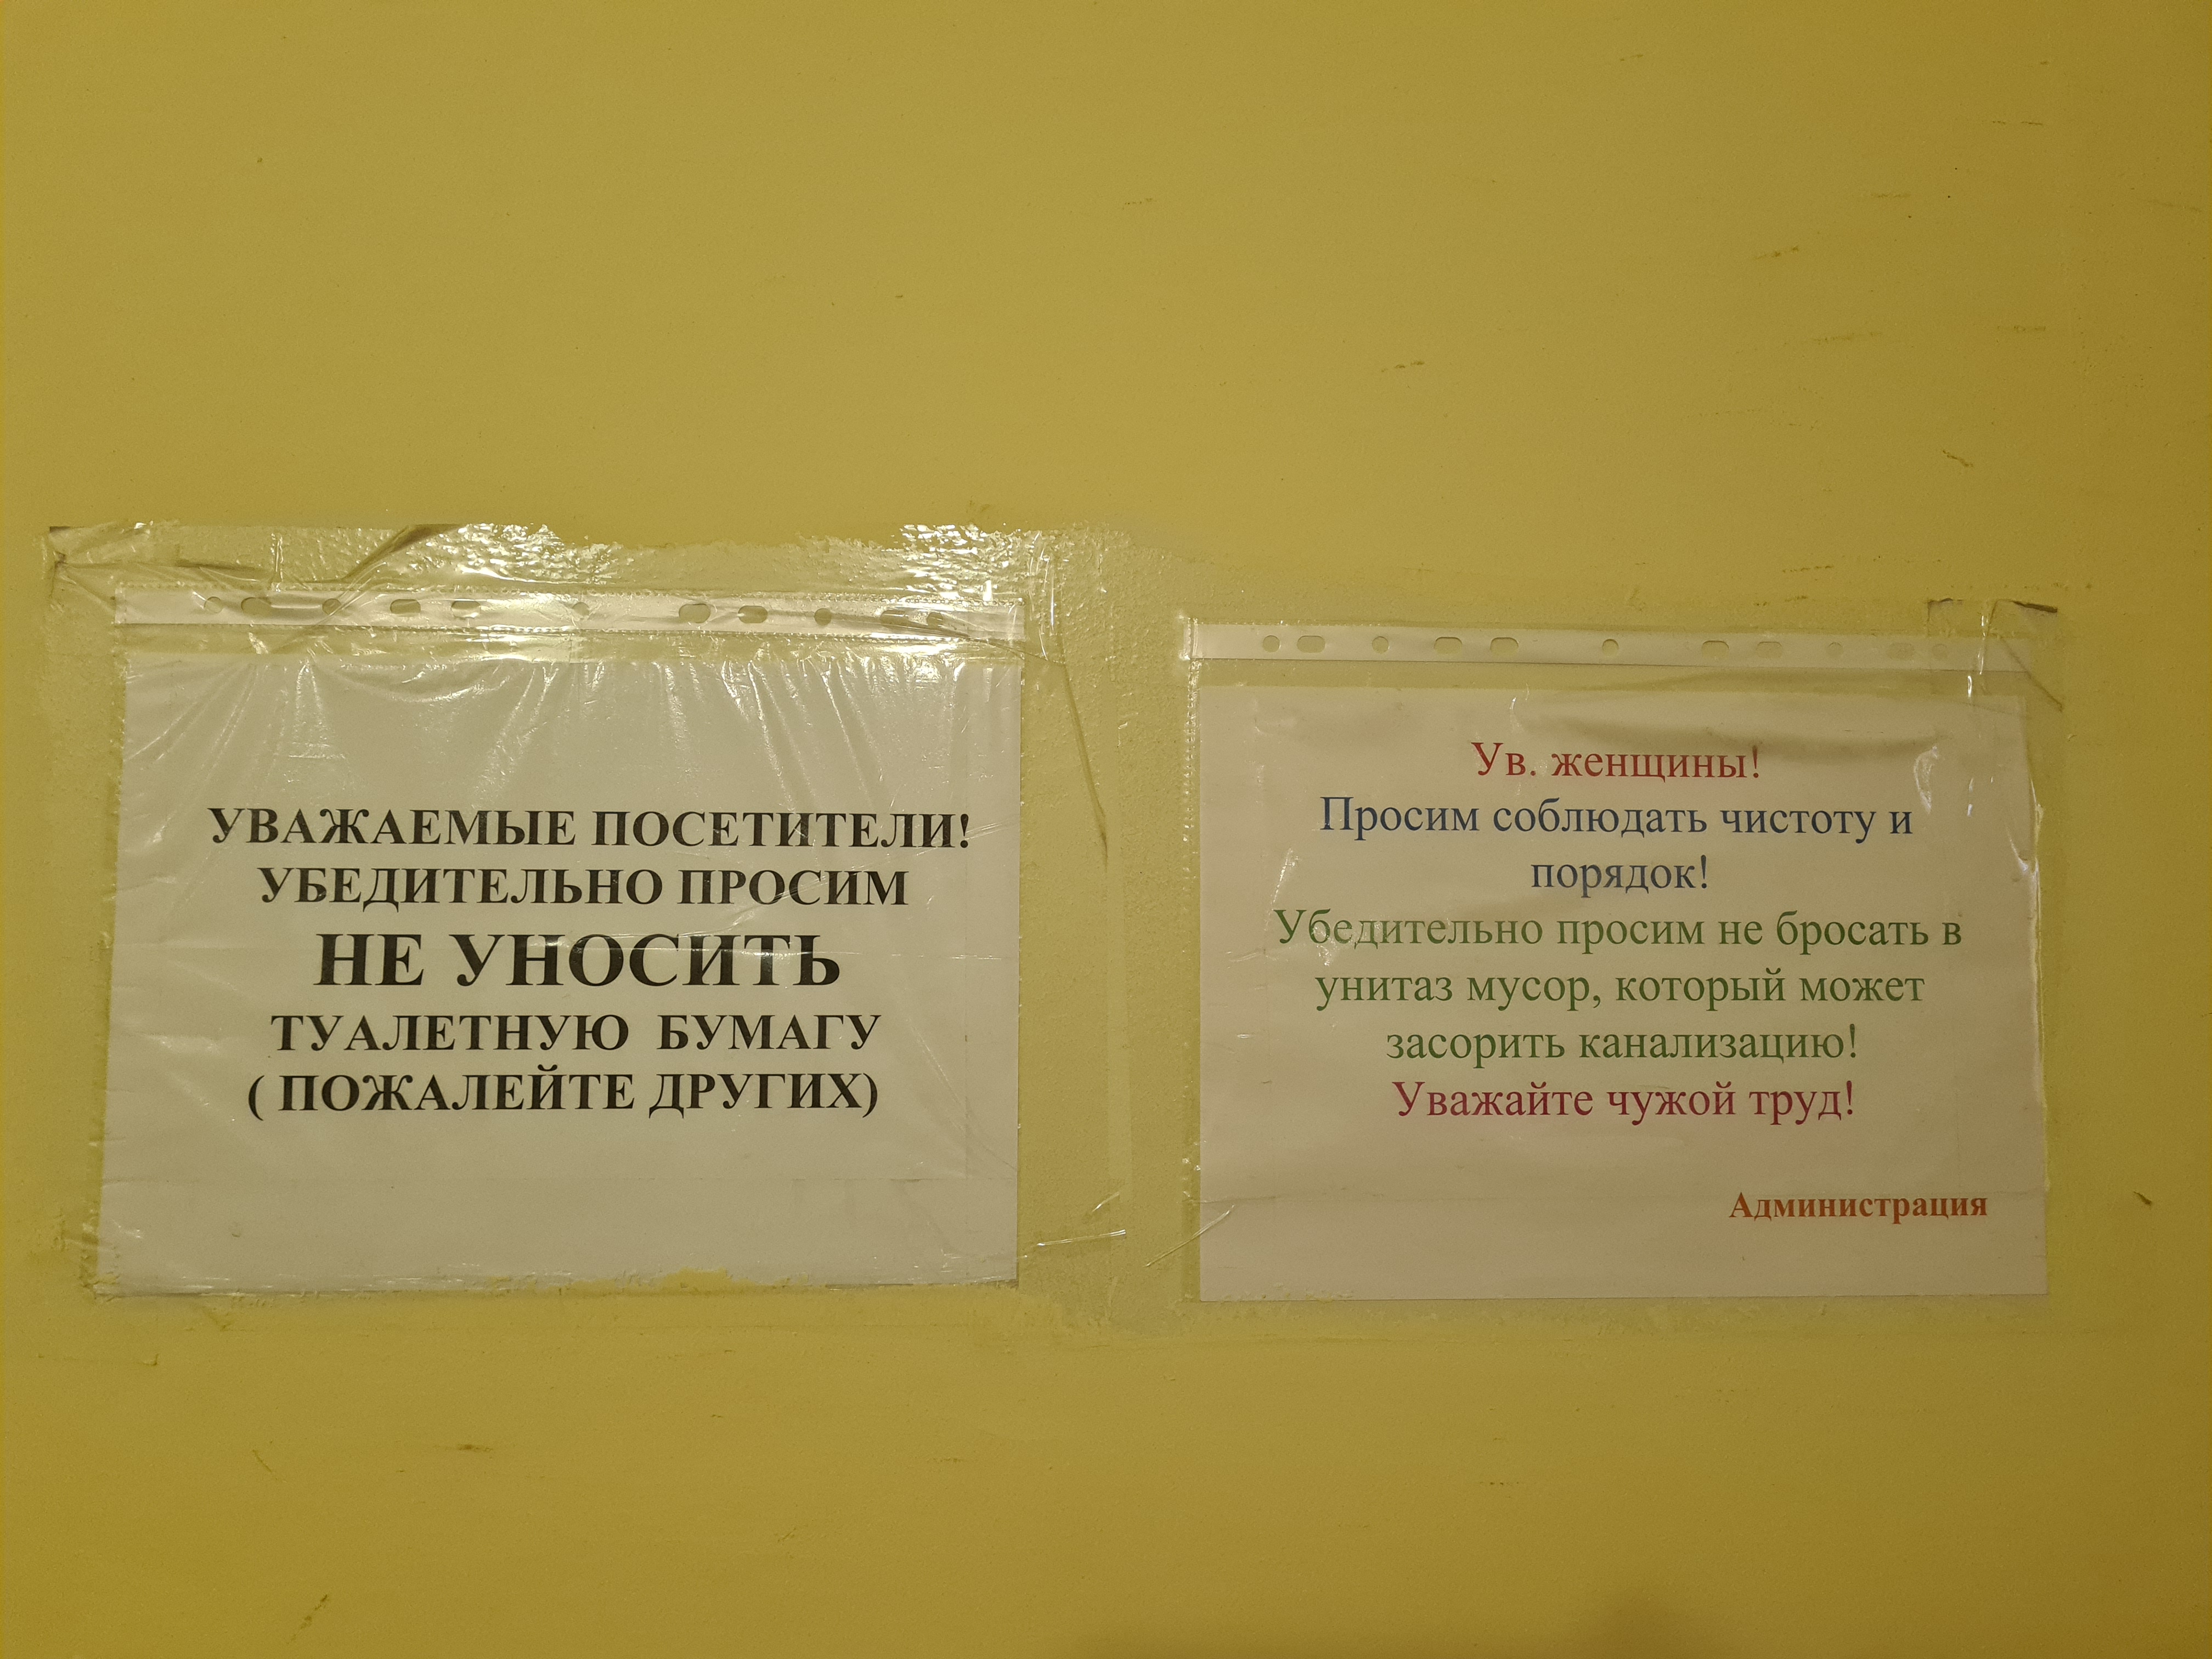 УВАЖАЕМЫЕ ПОСЕТИТЕЛИ!
УБЕДИТЕЛЬНО ПРОСИМ
НЕ УНОСИТЬ
ТУАЛЕТНУЮ БУМАГУ
( ПОЖАЛЕЙТЕ ДРУГИХ)
Ув. женщины!
Просим соблюдать чистоту и
порядок!
Убедительно просим не бросать в
унитаз мусор, который может
засорить канализацию!
Уважайте чужой труд!
Администрация